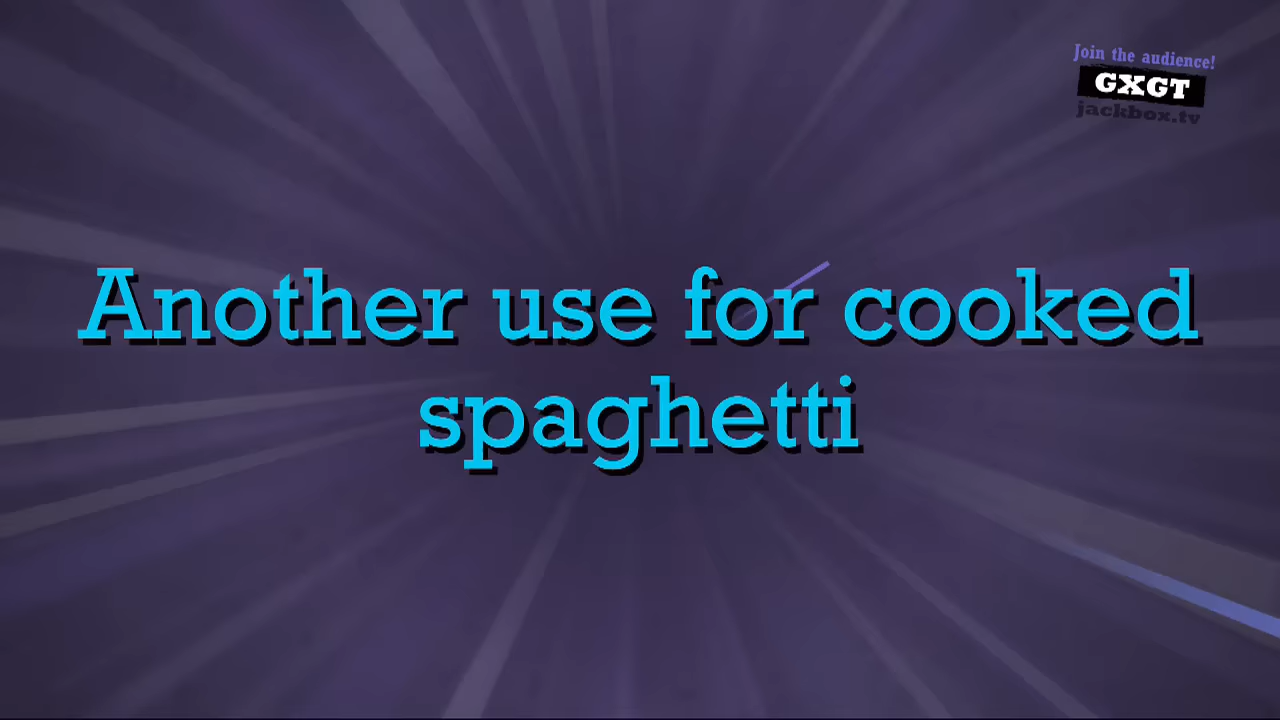 Join the audience!
GXGT
jackbox.tv
Another use for cooked
spaghetti